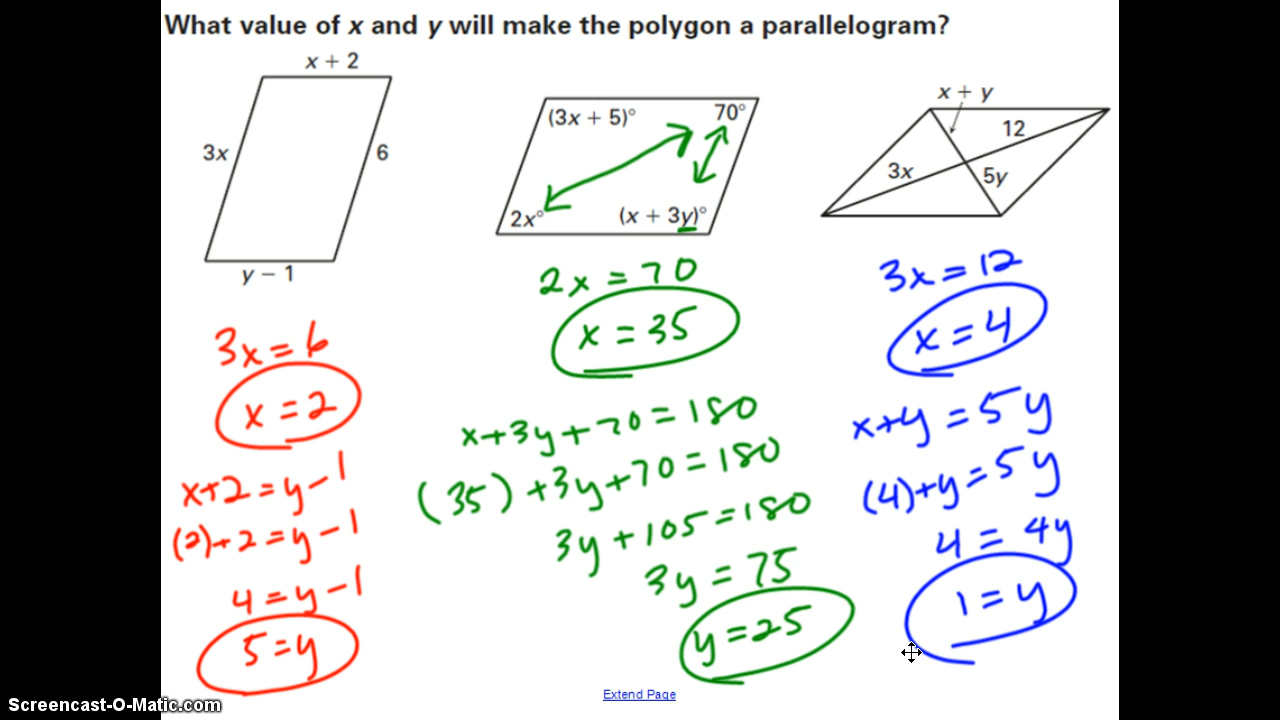 What value of x and y will make the polygon a parallelogram?
x + 2
3x
6
y − 1
3x = 6
x = 2
x+2 = y-1
(2)+2 = y-1
4 = y-1
5 = y
(3x + 5)°
70°
2x°
(x + 3y)°
2x = 70
x = 35
x+3y+70 = 180
(35)+3y+70 = 180
3y+105 = 180
3y = 75
y = 25
x + y
12
3x
5y
3x = 12
x = 4
x+y = 5y
(4)+y = 5y
4 = 4y
1 = y
Extend Page
Screencast-O-Matic.com